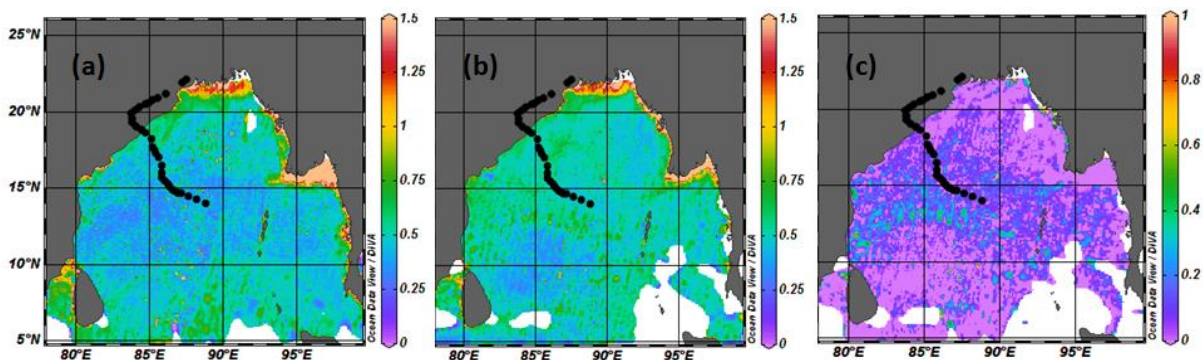 (a)
25°N
20°N
15°N
10°N
5°N
80°E 85°E 90°E 95°E
1.5
1.25
1
0.75
0.5
0.25
0
Ocean Data View / DIVA
(b)
80°E 85°E 90°E 95°E
1.5
1.25
1
0.75
0.5
0.25
0
Ocean Data View / DIVA
(c)
80°E 85°E 90°E 95°E
1
0.8
0.6
0.4
0.2
0
Ocean Data View / DIVA